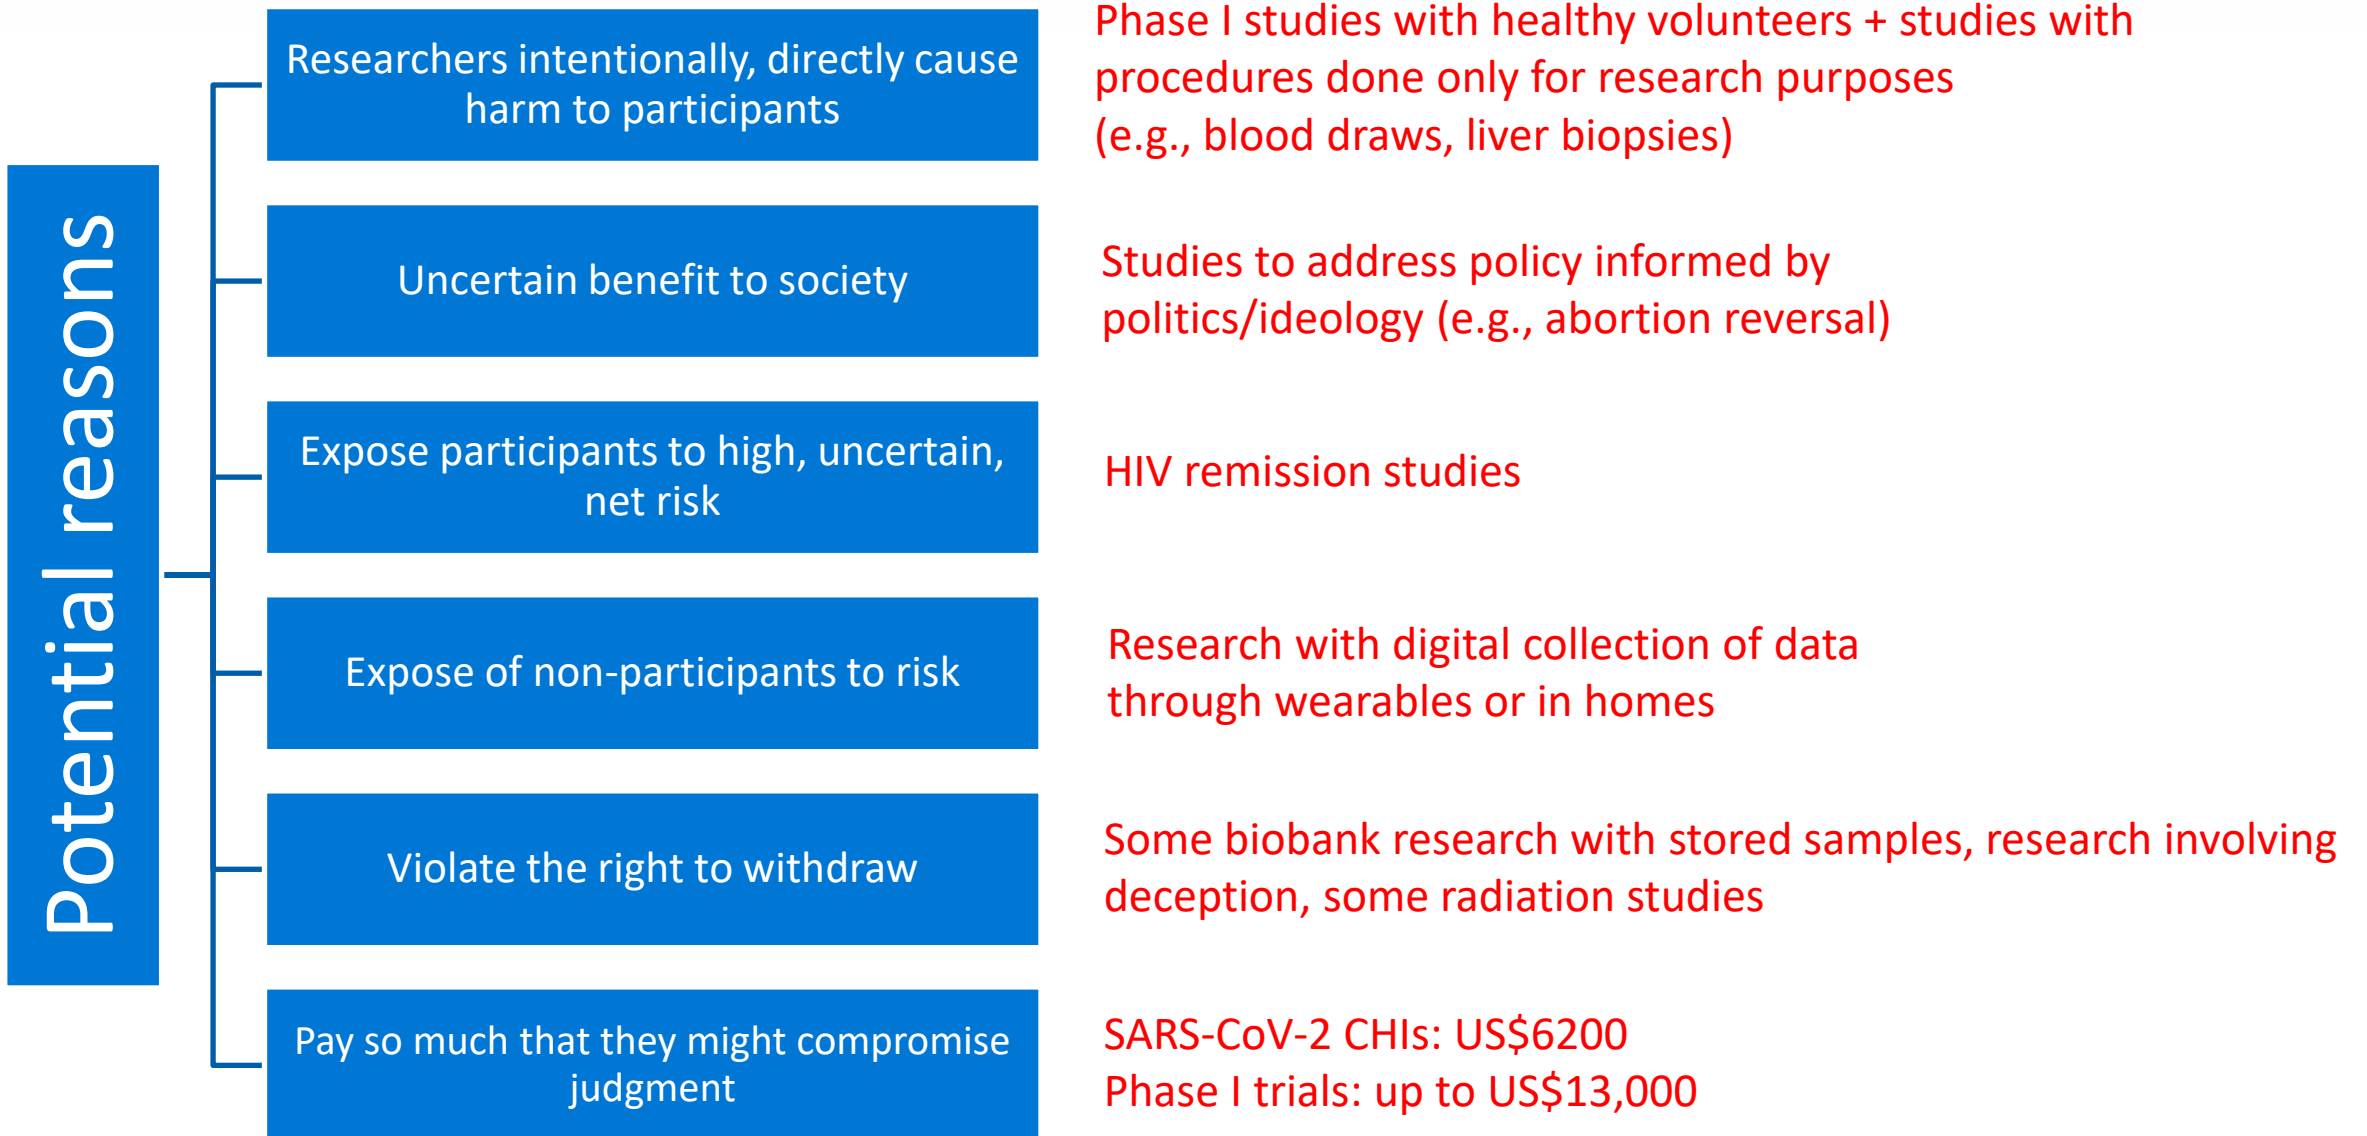 Potential reasons
Researchers intentionally, directly cause
harm to participants
Phase I studies with healthy volunteers + studies with
procedures done only for research purposes
(e.g., blood draws, liver biopsies)
Uncertain benefit to society
Studies to address policy informed by
politics/ideology (e.g., abortion reversal)
Expose participants to high, uncertain,
net risk
HIV remission studies
Expose of non-participants to risk
Research with digital collection of data
through wearables or in homes
Violate the right to withdraw
Some biobank research with stored samples, research involving
deception, some radiation studies
Pay so much that they might compromise
judgment
SARS-CoV-2 CHIs: US$6200
Phase I trials: up to US$13,000